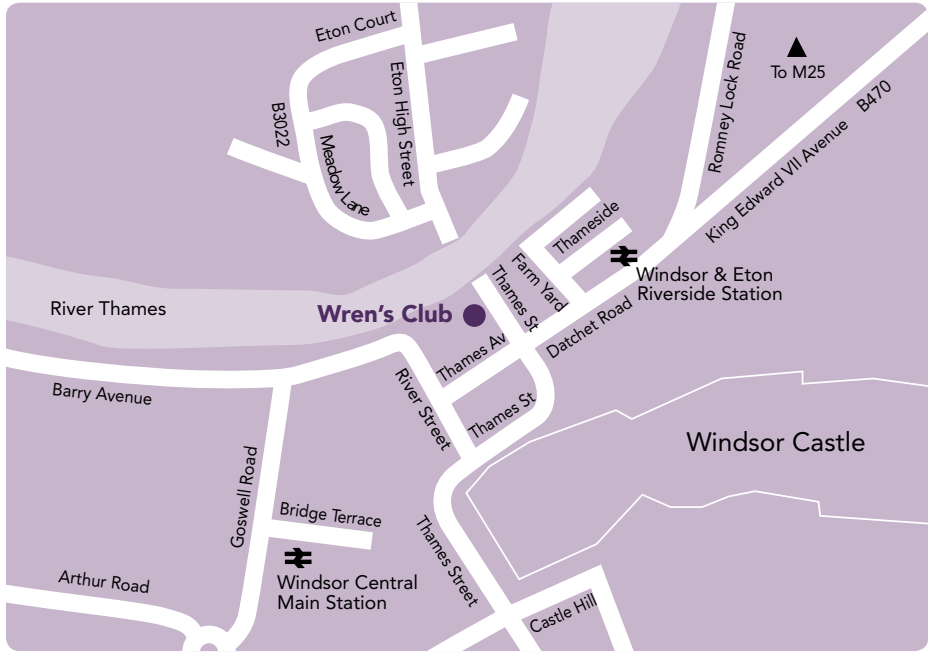 Eton Court
B3022
Eton High Street
Meadow Lane
Romney Lock Road
To M25
B470
King Edward VII Avenue
Thameside
Farm Yard
Thames St
Windsor & Eton
Riverside Station
River Thames
Wren's Club
Datchet Road
Thames Av
Barry Avenue
River Street
Thames St
Windsor Castle
Goswell Road
Bridge Terrace
Thames Street
Windsor Central
Main Station
Arthur Road
Castle Hill